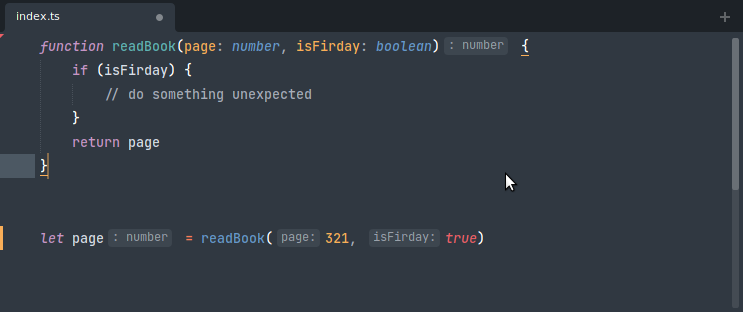 index.ts
function readBook(page: number, isFirday: boolean) : number {
if (isFirday) {
// do something unexpected
}
return page
}
let page : number = readBook( page: 321, isFirday: true)